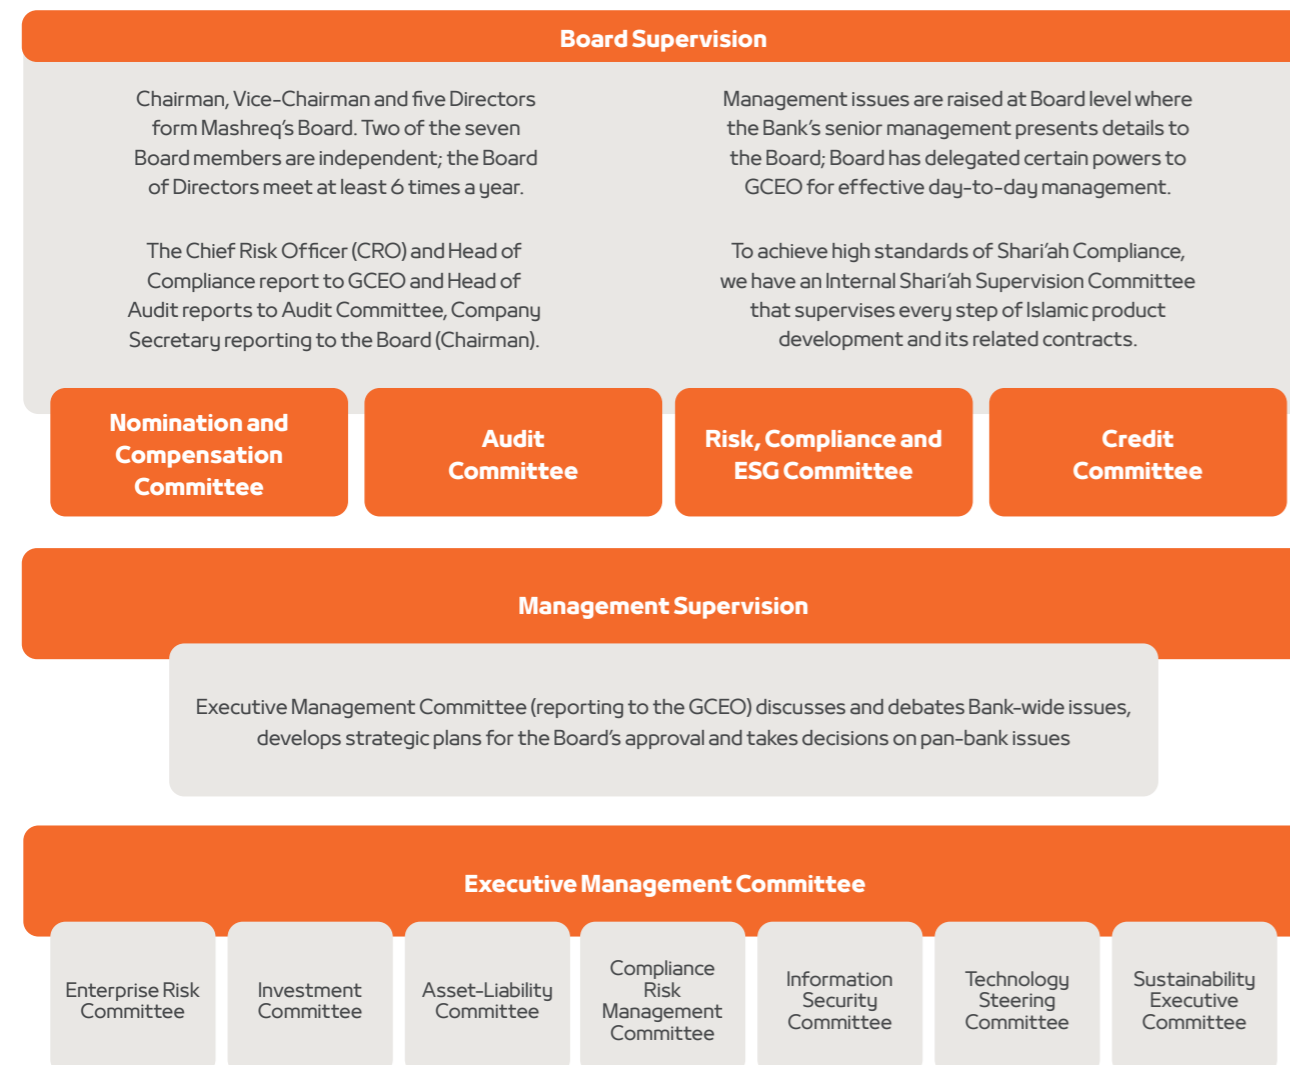 Board Supervision
Chairman, Vice-Chairman and five Directors
form Mashreq's Board. Two of the seven
Board members are independent; the Board
of Directors meet at least 6 times a year.
The Chief Risk Officer (CRO) and Head of
Compliance report to GCEO and Head of
Audit reports to Audit Committee, Company
Secretary reporting to the Board (Chairman).
Management issues are raised at Board level where
the Bank's senior management presents details to
the Board; Board has delegated certain powers to
GCEO for effective day-to-day management.
To achieve high standards of Shari'ah Compliance,
we have an Internal Shari'ah Supervision Committee
that supervises every step of Islamic product
development and its related contracts.
Nomination and
Compensation
Committee
Audit
Committee
Risk, Compliance and
ESG Committee
Credit
Committee
Management Supervision
Executive Management Committee (reporting to the GCEO) discusses and debates Bank-wide issues,
develops strategic plans for the Board's approval and takes decisions on pan-bank issues
Executive Management Committee
Enterprise Risk
Committee
Investment
Committee
Asset-Liability
Committee
Compliance
Risk
Management
Committee
Information
Security
Committee
Technology
Steering
Committee
Sustainability
Executive
Committee